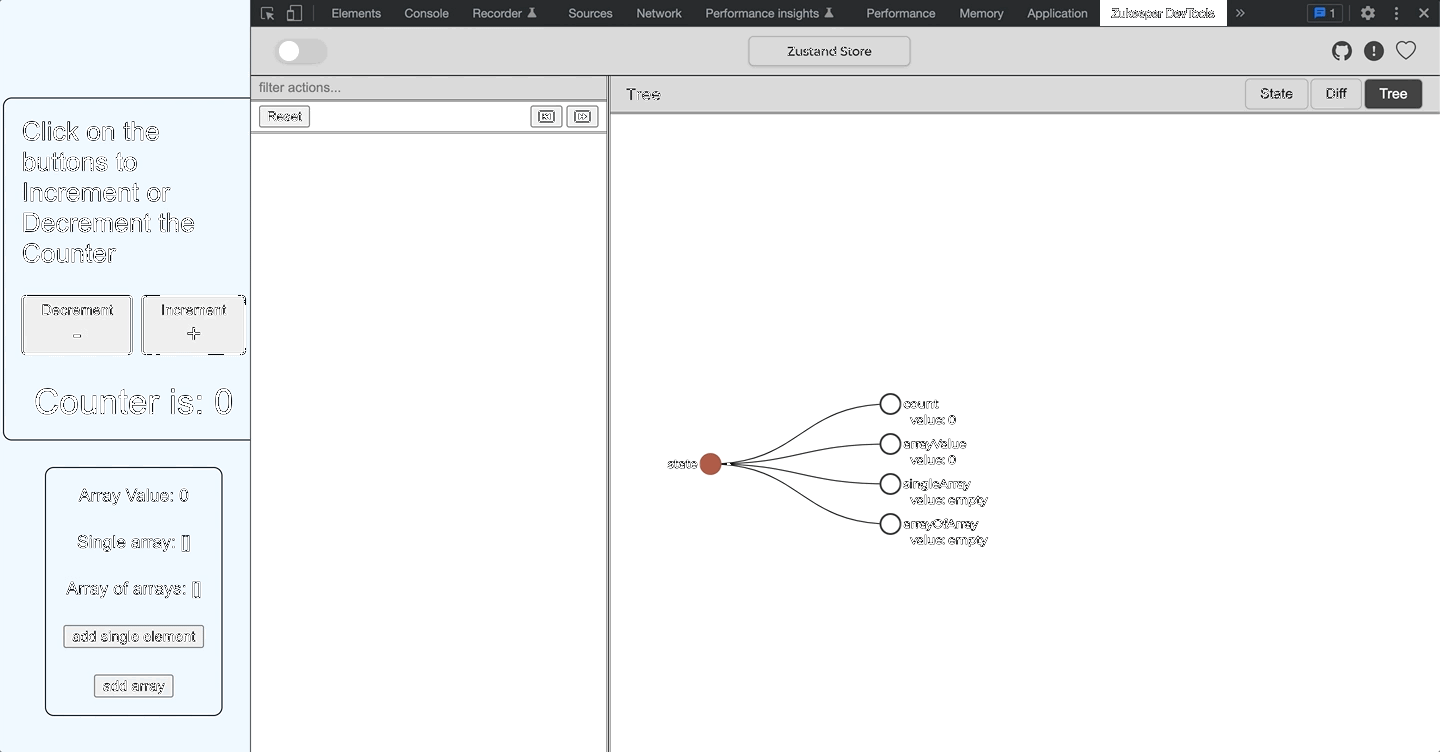 Elements Console Recorder Sources Network Performance insights Performance Memory Application Zukeeper DevTools » 1
Zustand Store
filter actions...
Reset
Tree State Diff Tree
Click on the
buttons to
Increment or
Decrement the
Counter
Decrement
-
Increment
+
Counter is: 0
Array Value: 0
Single array: []
Array of arrays: []
add single element
add array
state
count
value: 0
arrayValue
value: 0
singleArray
value: empty
arrayOfArray
value: empty